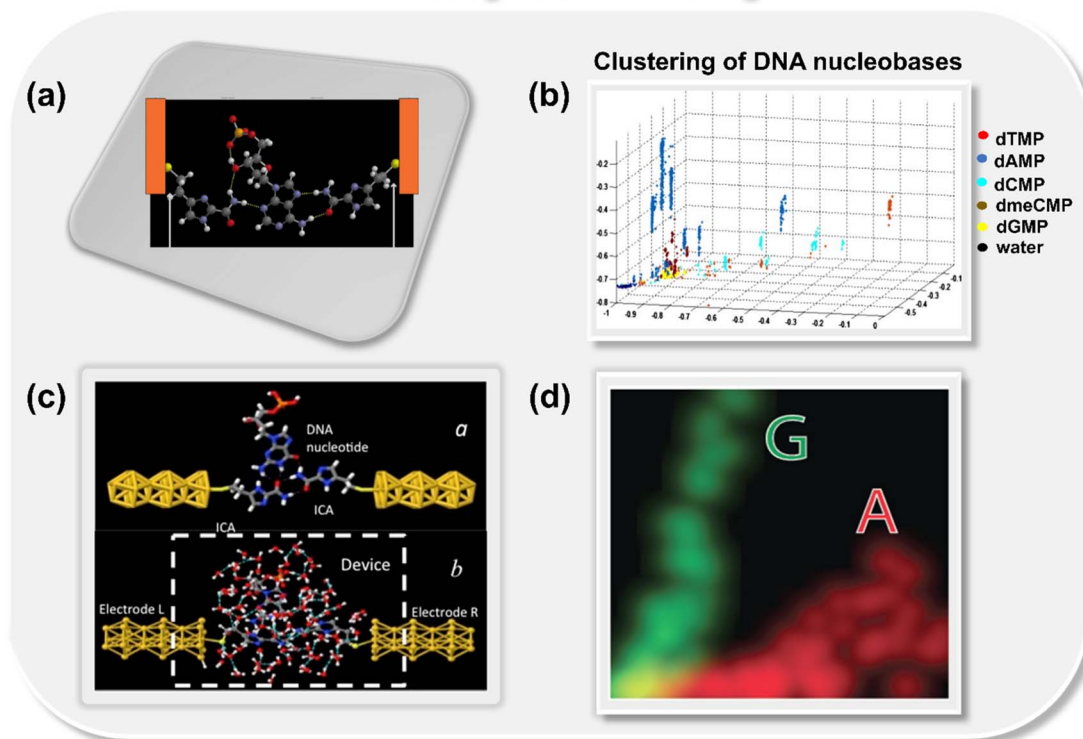 (a)
Clustering of DNA nucleobases
(b)
-0.2
-0.3
-0.4
-0.5
-0.6
-0.7
-0.8
-1 -0.9 -0.8 -0.7 -0.6 -0.5 -0.4 -0.3 -0.2 -0.1 0
-0.5 -0.4 -0.3 -0.2 -0.1
dTMP
dAMP
dCMP
dmeCMP
dGMP
water
(c)
a
DNA
nucleotide
ICA
ICA
b
Device
Electrode L
Electrode R
(d)
G
A